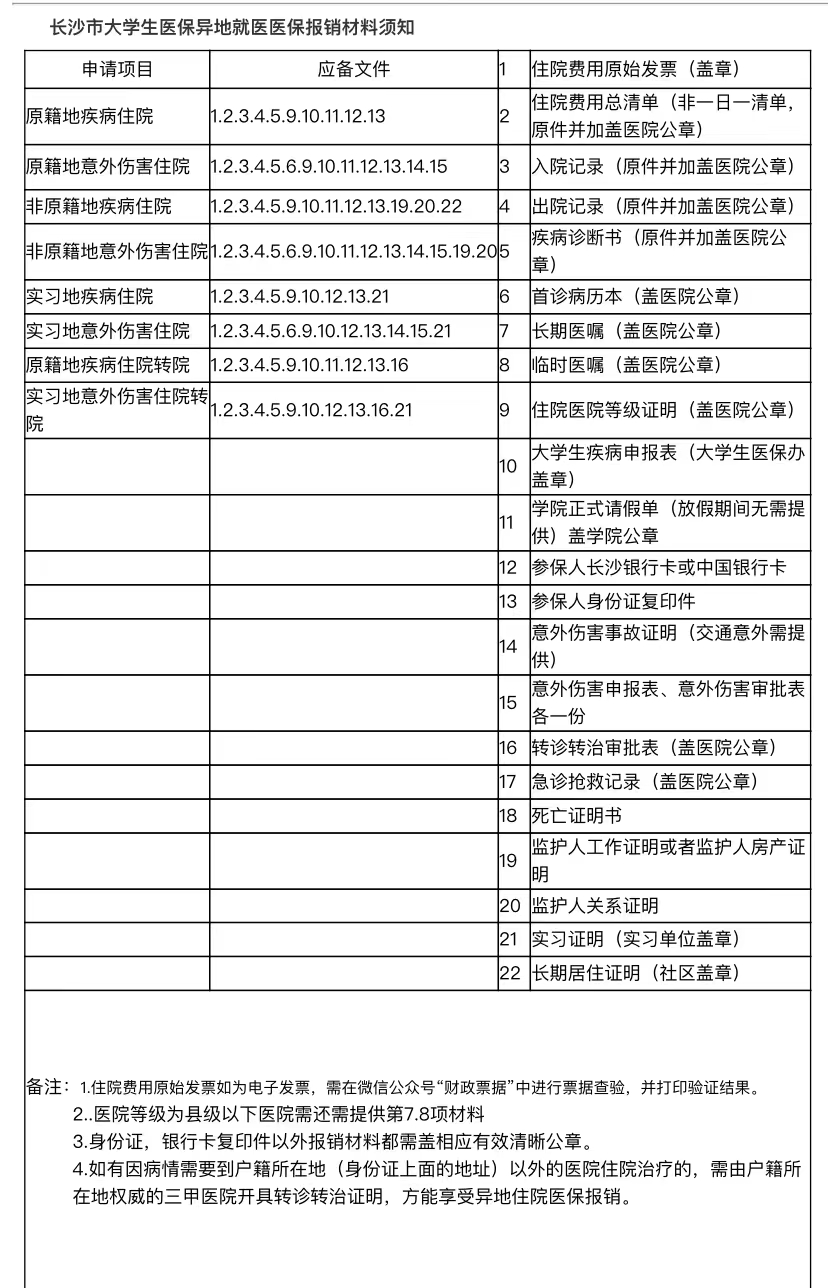 长沙市大学生医保异地就医医保报销材料须知
申请项目 应备文件 1 住院费用原始发票（盖章）
原籍地疾病住院 1.2.3.4.5.9.10.11.12.13 2 住院费用总清单（非一日一清单，
原件并加盖医院公章）
原籍地意外伤害住院 1.2.3.4.5.6.9.10.11.12.13.14.15 3 入院记录（原件并加盖医院公章）
非原籍地疾病住院 1.2.3.4.5.9.10.11.12.13.19.20.22 4 出院记录（原件并加盖医院公章）
非原籍地意外伤害住院 1.2.3.4.5.6.9.10.11.12.13.14.15.19.20 5 疾病诊断书（原件并加盖医院公
章）
实习地疾病住院 1.2.3.4.5.9.10.12.13.21 6 首诊病历本（盖医院公章）
实习地意外伤害住院 1.2.3.4.5.6.9.10.12.13.14.15.21 7 长期医嘱（盖医院公章）
原籍地疾病住院转院 1.2.3.4.5.9.10.11.12.13.16 8 临时医嘱（盖医院公章）
实习地意外伤害住院转
院 1.2.3.4.5.9.10.12.13.16.21 9 住院医院等级证明（盖医院公章）
10 大学生疾病申报表（大学生医保办
盖章）
11 学院正式请假单（放假期间无需提
供）盖学院公章
12 参保人长沙银行卡或中国银行卡
13 参保人身份证复印件
14 意外伤害事故证明（交通意外需提
供）
15 意外伤害申报表、意外伤害审批表
各一份
16 转诊转治审批表（盖医院公章）
17 急诊抢救记录（盖医院公章）
18 死亡证明书
19 监护人工作证明或者监护人房产证
明
20 监护人关系证明
21 实习证明（实习单位盖章）
22 长期居住证明（社区盖章）
备注： 1.住院费用原始发票如为电子发票，需在微信公众号“财政票据”中进行票据查验，并打印验证结果。
2..医院等级为县级以下医院需还需提供第7.8项材料
3.身份证，银行卡复印件以外报销材料都需盖相应有效清晰公章。
4.如有因病情需要到户籍所在地（身份证上面的地址）以外的医院住院治疗的，需由户籍所
在地权威的三甲医院开具转诊转治证明，方能享受异地住院医保报销。